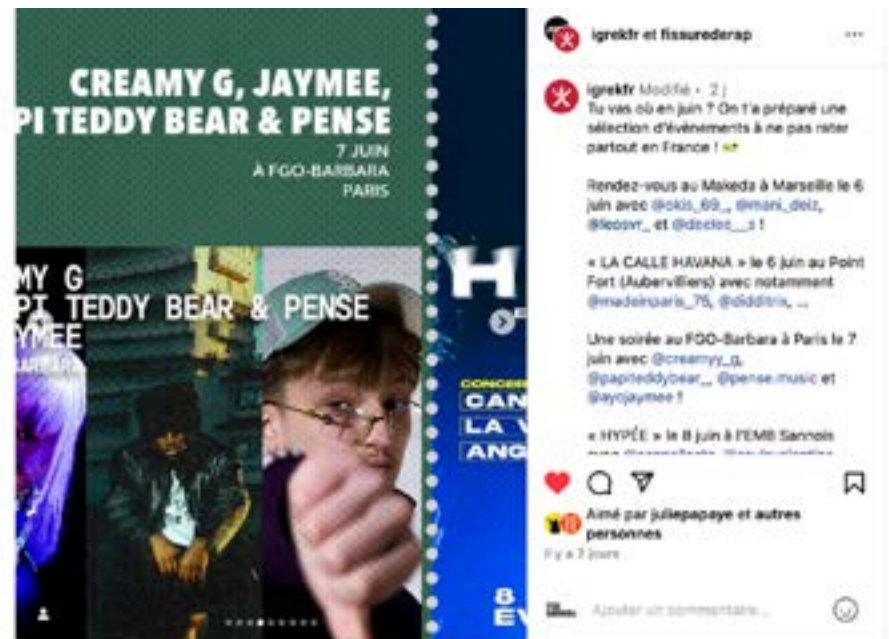 CREAMY G, JAYMEE,
PI TEDDY BEAR & PENSE
7 JUIN
À FGO-BARBARA
PARIS
MY G
PI TEDDY BEAR & PENSE
YMEE
BARBARA
H
CONCER
CAN
LA V
ANG
8
EV
igrekfr et fissurederap
igrekfr Modifié • 2 j
Tu vas où en juin ? On t'a préparé une
sélection d'évènements à ne pas rater
partout en France !
Rendez-vous au Makeda à Marseille le 6
juin avec @okis_69_, @mani_deiz,
@leosvr_ et !
« LA CALLE HAVANA » le 6 juin au Point
Fort (Aubervilliers) avec notamment
@madeinparis_75, @didditrix, ...
Une soirée au FGO-Barbara à Paris le 7
juin avec @creamyy_g,
@papiteddybear__, @pense.music et
@ayojaymee !
« HYPÉE » le 8 juin à l'EMB Sannois
Aimé par juliepapaye et autres
personnes
Il y a 2 jours
Ajouter un commentaire...